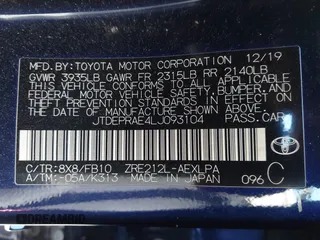 MFD. BY: TOYOTA MOTOR CORPORATION 12/19
GVWR 3935LB GAWR FR 2315LB RR 2140LB
THIS VEHICLE CONFORMS TO ALL APPLICABLE
FEDERAL MOTOR VEHICLE SAFETY, BUMPER, AND
THEFT PREVENTION STANDARDS IN EFFECT ON
THE DATE OF MANUFACTURE SHOWN ABOVE.
JTDEPRAE4LJ093104 PASS.CAR
TOYOTA
C/TR: 8X8/FB10 ZRE212L-AEXLPA
A/TM: -05A/K313 MADE IN JAPAN 096 C